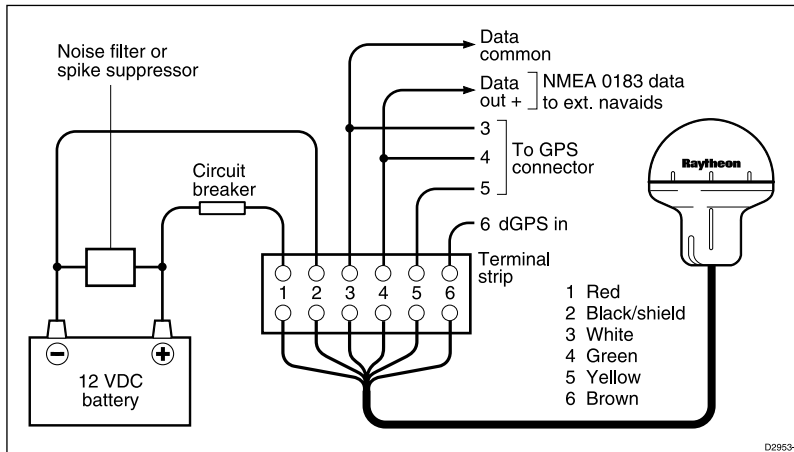 Noise filter or
spike suppressor
Data
common
Data
out +
NMEA 0183 data
to ext. navaids
3
4
5
To GPS
connector
6 dGPS in
Circuit
breaker
Terminal
strip
1 2 3 4 5 6
Raytheon
− +
12 VDC
battery
1 Red
2 Black/shield
3 White
4 Green
5 Yellow
6 Brown
D2953-